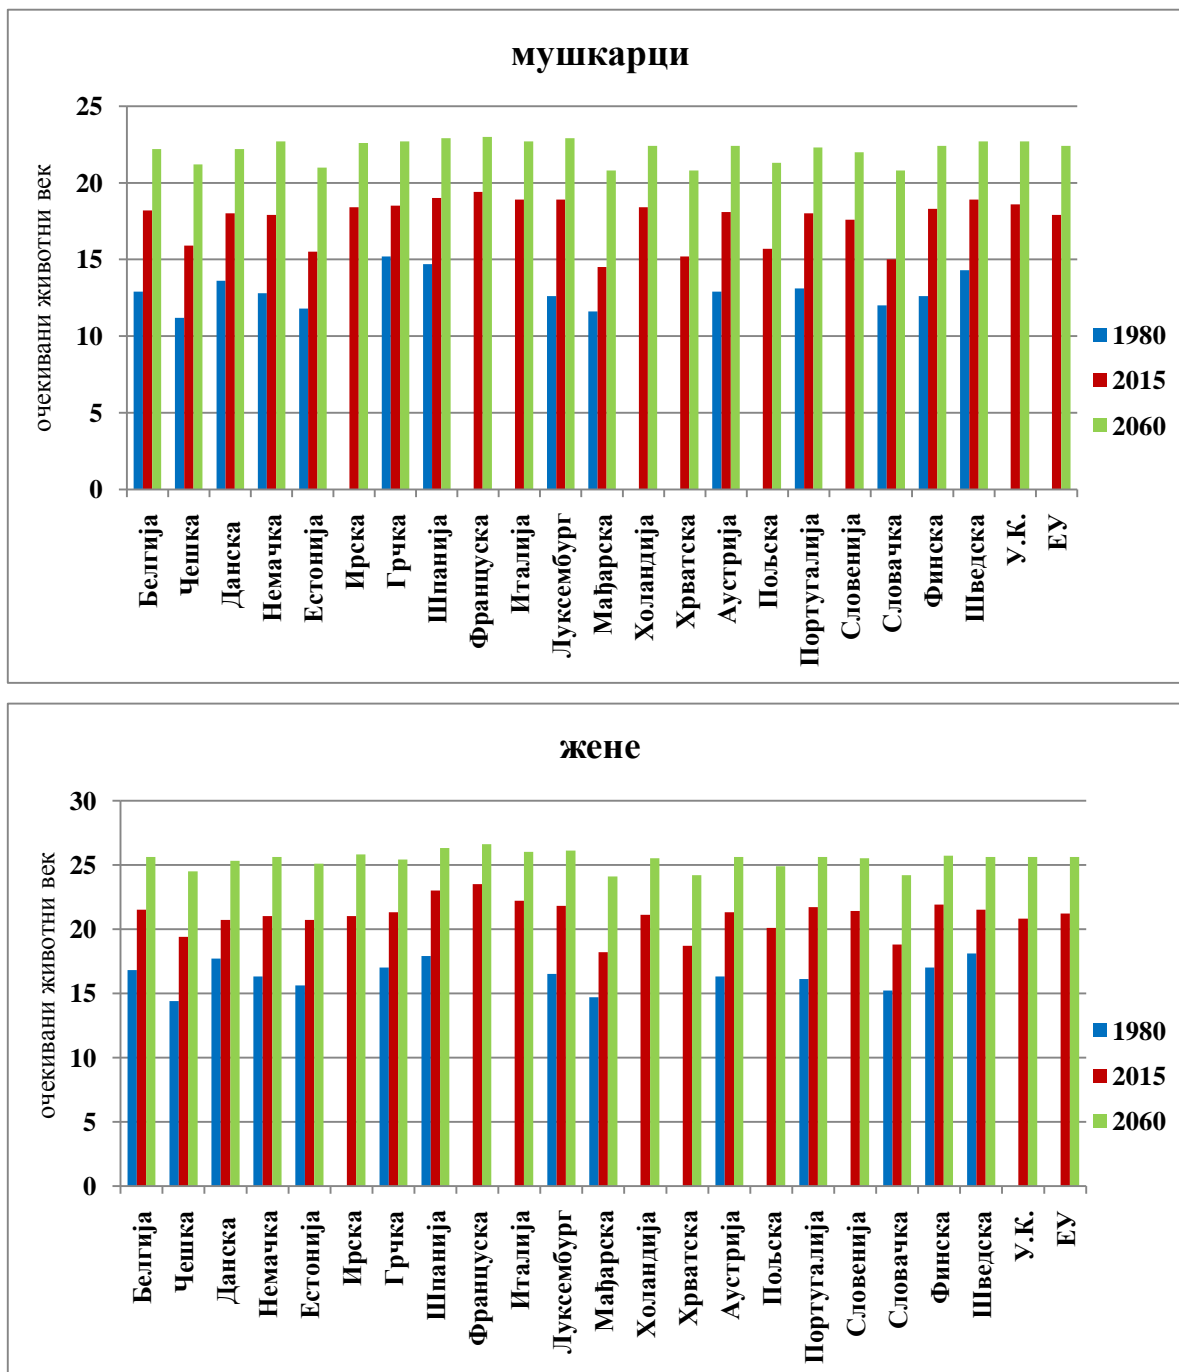 мушкарци
очекивани животни век
25
20
15
10
5
0
Белгија
Чешка
Данска
Немачка
Естонија
Ирска
Грчка
Шпанија
Француска
Италија
Луксембург
Мађарска
Холандија
Хрватска
Аустрија
Пољска
Португалија
Словенија
Словачка
Финска
Шведска
У.К.
ЕУ
1980
2015
2060
жене
очекивани животни век
30
25
20
15
10
5
0
Белгија
Чешка
Данска
Немачка
Естонија
Ирска
Грчка
Шпанија
Француска
Италија
Луксембург
Мађарска
Холандија
Хрватска
Аустрија
Пољска
Португалија
Словенија
Словачка
Финска
Шведска
У.К.
ЕУ
1980
2015
2060